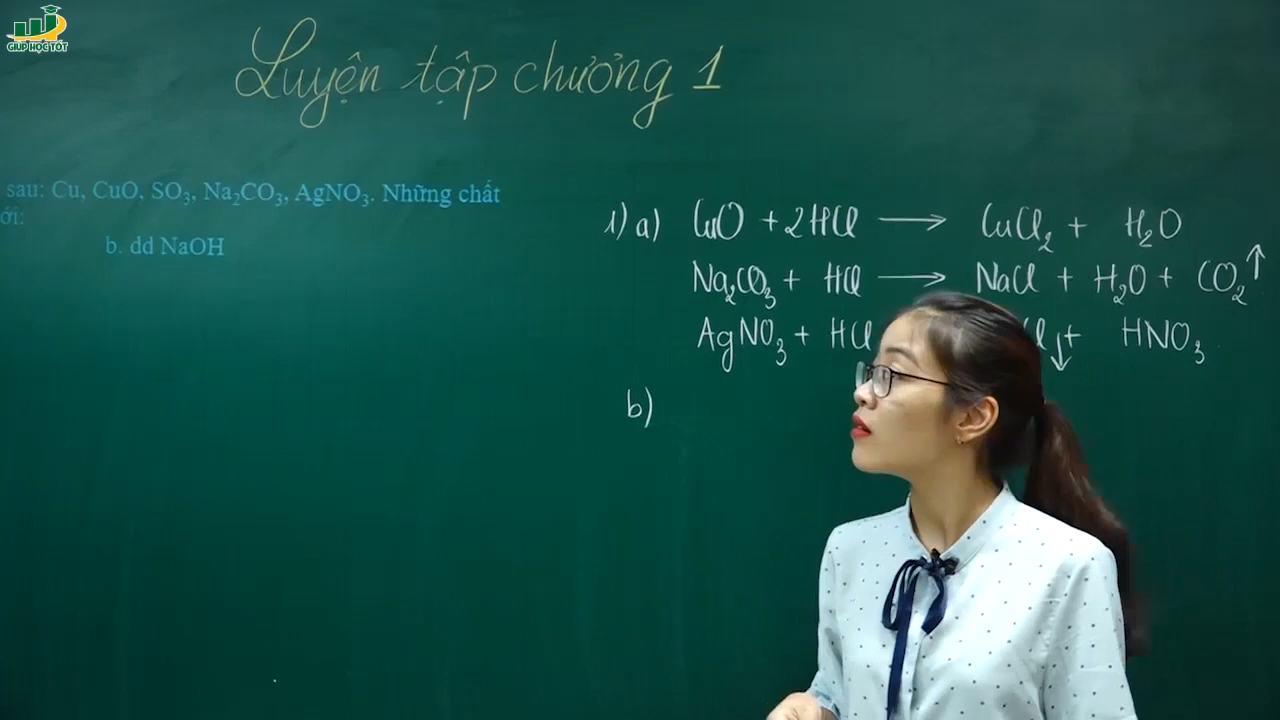 GIÚP HỌC TỐT
Luyện tập chương 1
sau: Cu, CuO, SO₃, Na₂CO₃, AgNO₃. Những chất
ới:
b. dd NaOH
1) a) CuO + 2HCl ⟶ CuCl₂ + H₂O
Na₂CO₃ + HCl ⟶ NaCl + H₂O + CO₂↑
AgNO₃ + HCl Cl↓ + HNO₃
b)